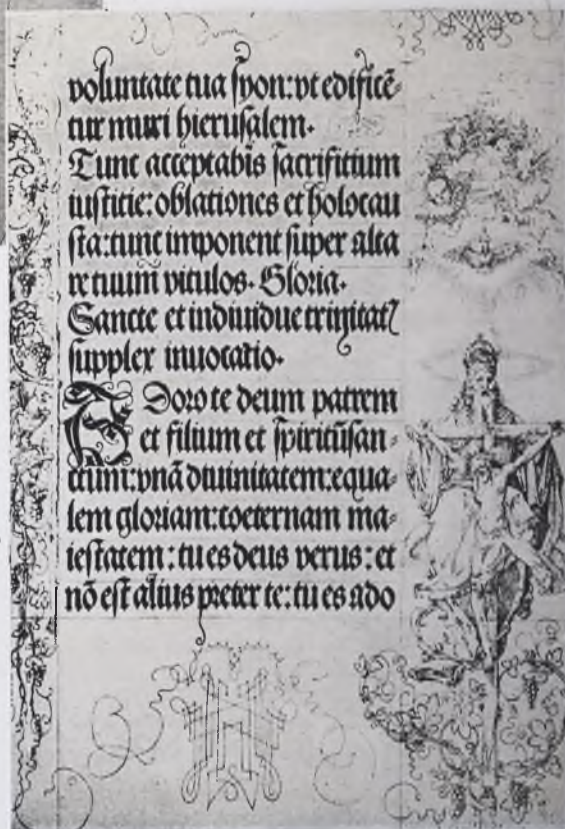 voluntate tua syon: vt edificē-
tur muri hierusalem.
Tunc acceptabis sacrifitium
iustitie: oblationes et holocau
sta: tunc imponent super alta
re tuum̄ vitulos. Gloria.
Sancte et indiuidue trinitatꝭ
supplex inuocatio.
ADoro te deum patrem
et filium et spiritūsan-
ctum: vnā diuinitatem: equa-
lem gloriam: coeternam ma-
iestatem: tu es deus verus: et
nō est alius preter te: tu es ado